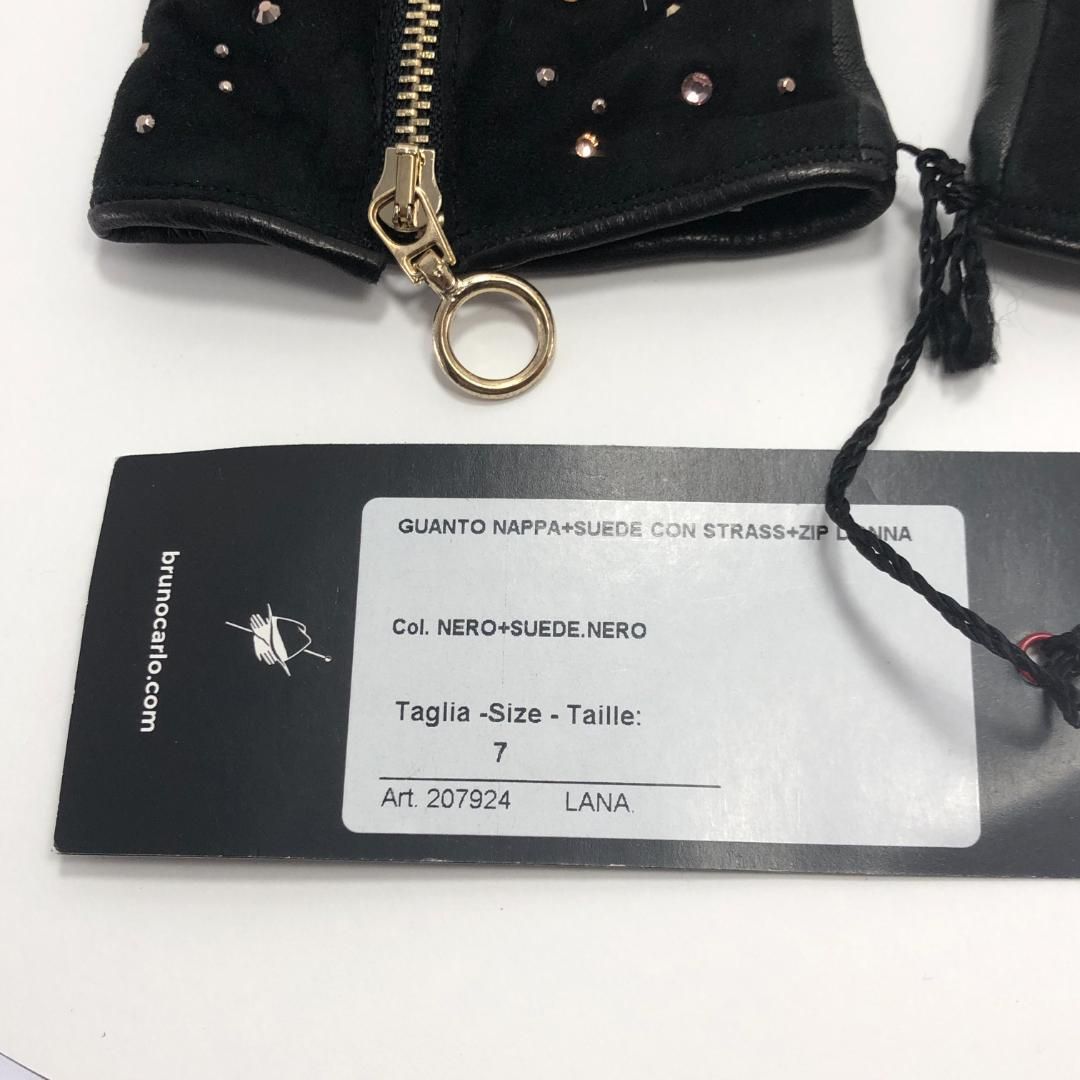 GUANTO NAPPA+SUEDE CON STRASS+ZIP
Col. NERO+SUEDE.NERO
Taglia -Size - Taille:
7
Art. 207924 LANA.
brunocarlo.com